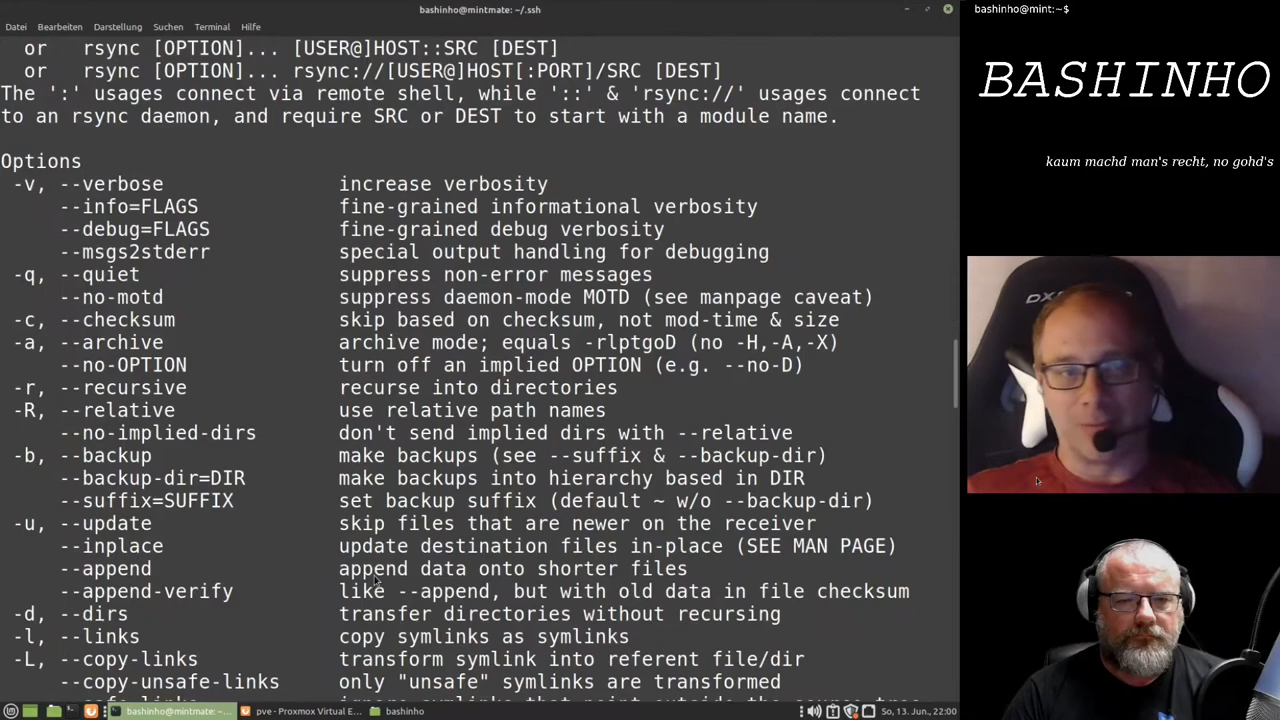 bashinho@mintmate: ~/.ssh
Datei Bearbeiten Darstellung Suchen Terminal Hilfe
or rsync [OPTION]... [USER@]HOST::SRC [DEST]
or rsync [OPTION]... rsync://[USER@]HOST[:PORT]/SRC [DEST]
The ':' usages connect via remote shell, while '::' & 'rsync://' usages connect
to an rsync daemon, and require SRC or DEST to start with a module name.
Options
-v, --verbose increase verbosity
--info=FLAGS fine-grained informational verbosity
--debug=FLAGS fine-grained debug verbosity
--msgs2stderr special output handling for debugging
-q, --quiet suppress non-error messages
--no-motd suppress daemon-mode MOTD (see manpage caveat)
-c, --checksum skip based on checksum, not mod-time & size
-a, --archive archive mode; equals -rlptgoD (no -H,-A,-X)
--no-OPTION turn off an implied OPTION (e.g. --no-D)
-r, --recursive recurse into directories
-R, --relative use relative path names
--no-implied-dirs don't send implied dirs with --relative
-b, --backup make backups (see --suffix & --backup-dir)
--backup-dir=DIR make backups into hierarchy based in DIR
--suffix=SUFFIX set backup suffix (default ~ w/o --backup-dir)
-u, --update skip files that are newer on the receiver
--inplace update destination files in-place (SEE MAN PAGE)
--append append data onto shorter files
--append-verify like --append, but with old data in file checksum
-d, --dirs transfer directories without recursing
-l, --links copy symlinks as symlinks
-L, --copy-links transform symlink into referent file/dir
--copy-unsafe-links only "unsafe" symlinks are transformed
bashinho@mintmate: ~...
pve - Proxmox Virtual E...
bashinho
So, 13. Jun., 22:00
bashinho@mint:~$
BASHINHO
kaum machd man's recht, no gohd's